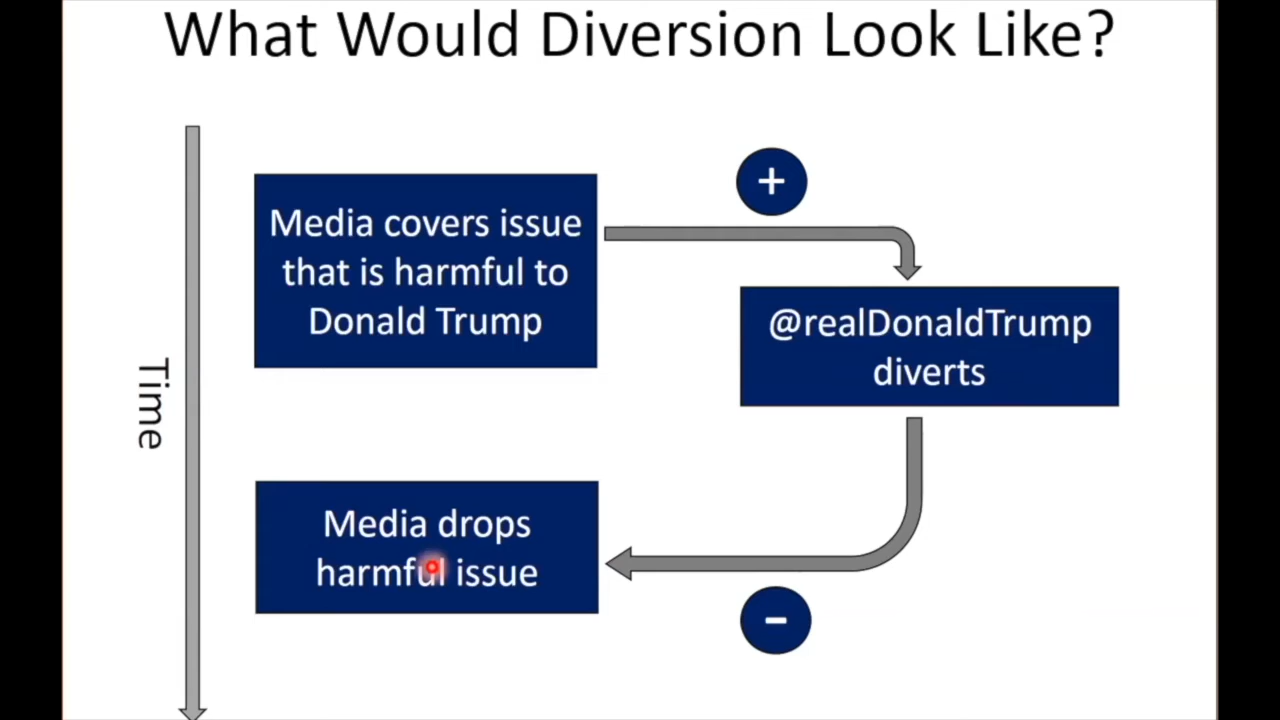 What Would Diversion Look Like?
+
Media covers issue
that is harmful to
Donald Trump
@realDonaldTrump
diverts
Time
Media drops
harmful issue
-